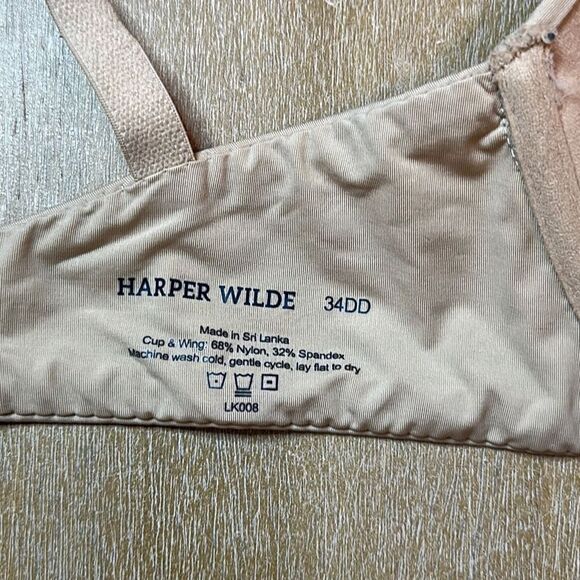 HARPER WILDE 34DD
Made in Sri Lanka
Cup & Wing: 68% Nylon, 32% Spandex
Machine wash cold, gentle cycle, lay flat to dry
LK008